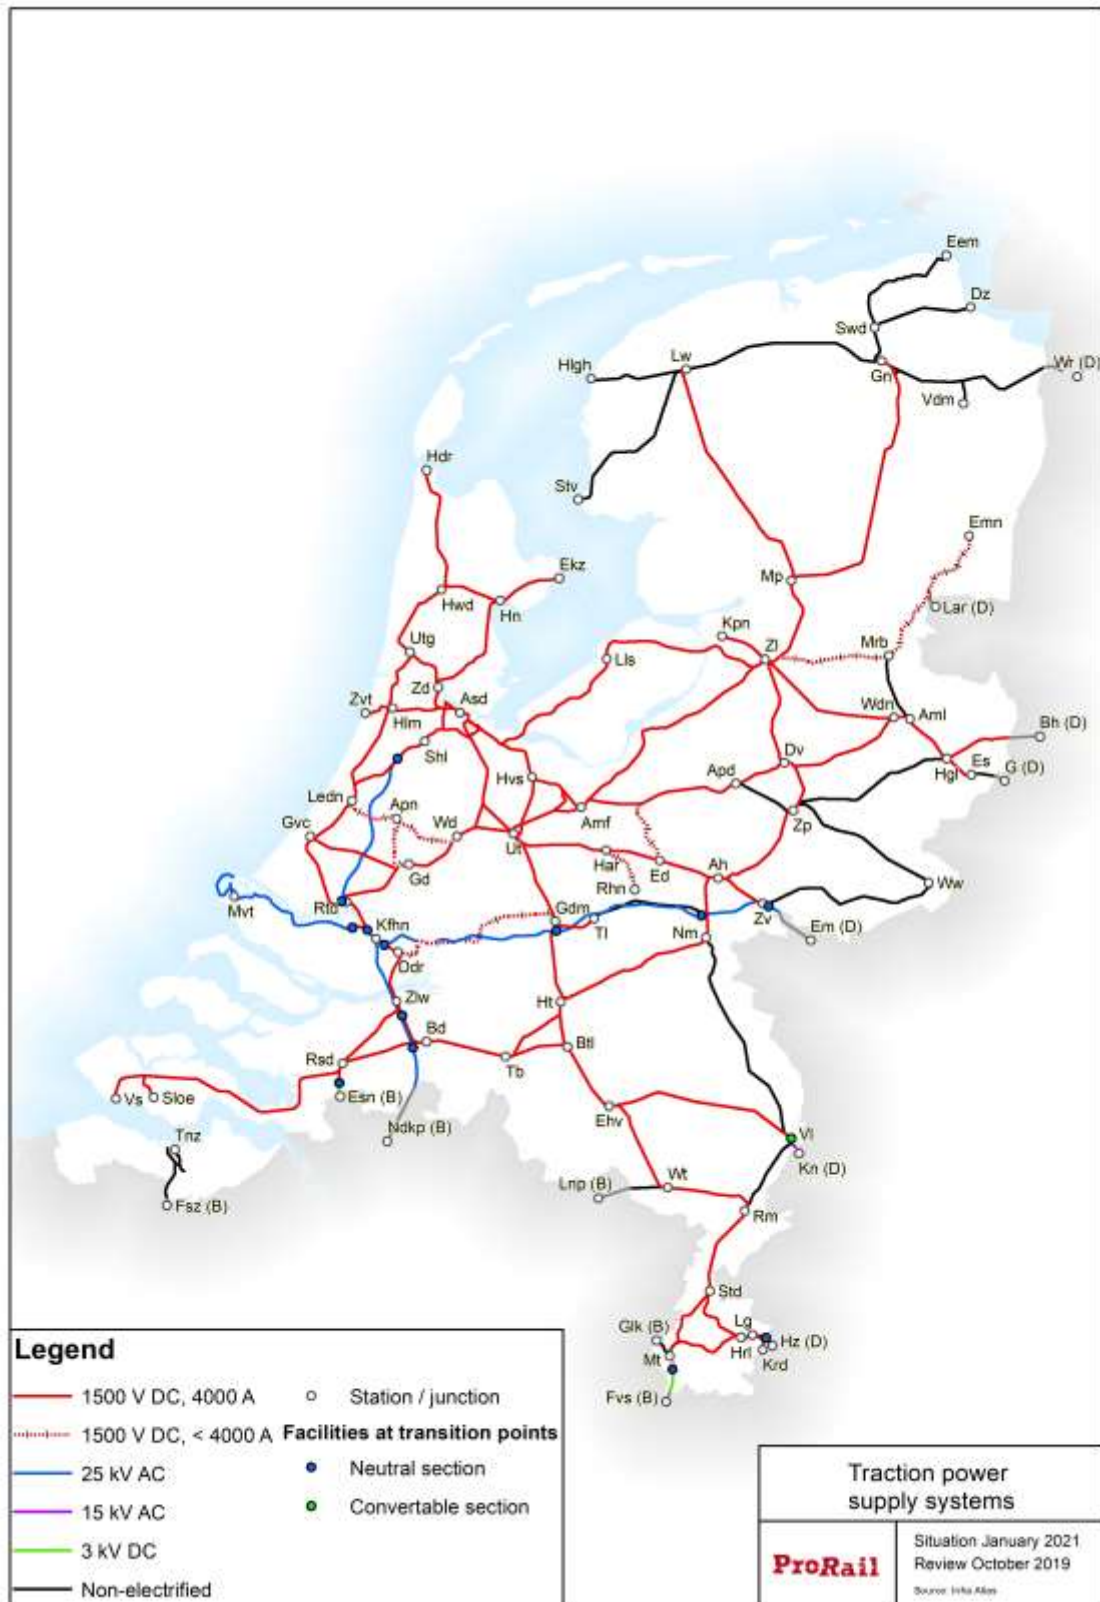 Eem
Dz
Swd
Lw
Hlgh
Gn
Wr (D)
Vdm
Hdr
Stv
Emn
Ekz
Mp
Hwd
Hn
Lar (D)
Kpn
Utg
Zl
Mrb
Lls
Zd
Asd
Zvt
Hlm
Wdn
Aml
Bh (D)
Shl
Dv
Hvs
Apd
Hgl
Es
G (D)
Ledn
Apn
Gvc
Wd
Ut
Amf
Zp
Gd
Har
Ed
Ah
Rhn
Ww
Mvt
Rtd
Kfhn
Gdm
Tl
Zv
Nm
Em (D)
Ddr
Zlw
Ht
Bd
Btl
Rsd
Tb
Vs
Sloe
Esn (B)
Ehv
Ndkp (B)
Vl
Tnz
Kn (D)
Lnp (B)
Wt
Fsz (B)
Rm
Std
Glk (B)
Lg
Hz (D)
Mt
Hrl
Krd
Fvs (B)
Legend
1500 V DC, 4000 A
Station / junction
1500 V DC, < 4000 A
Facilities at transition points
25 kV AC
Neutral section
15 kV AC
Convertable section
3 kV DC
Non-electrified
Traction power
supply systems
ProRail
Situation January 2021
Review October 2019
Source: Infra Atlas